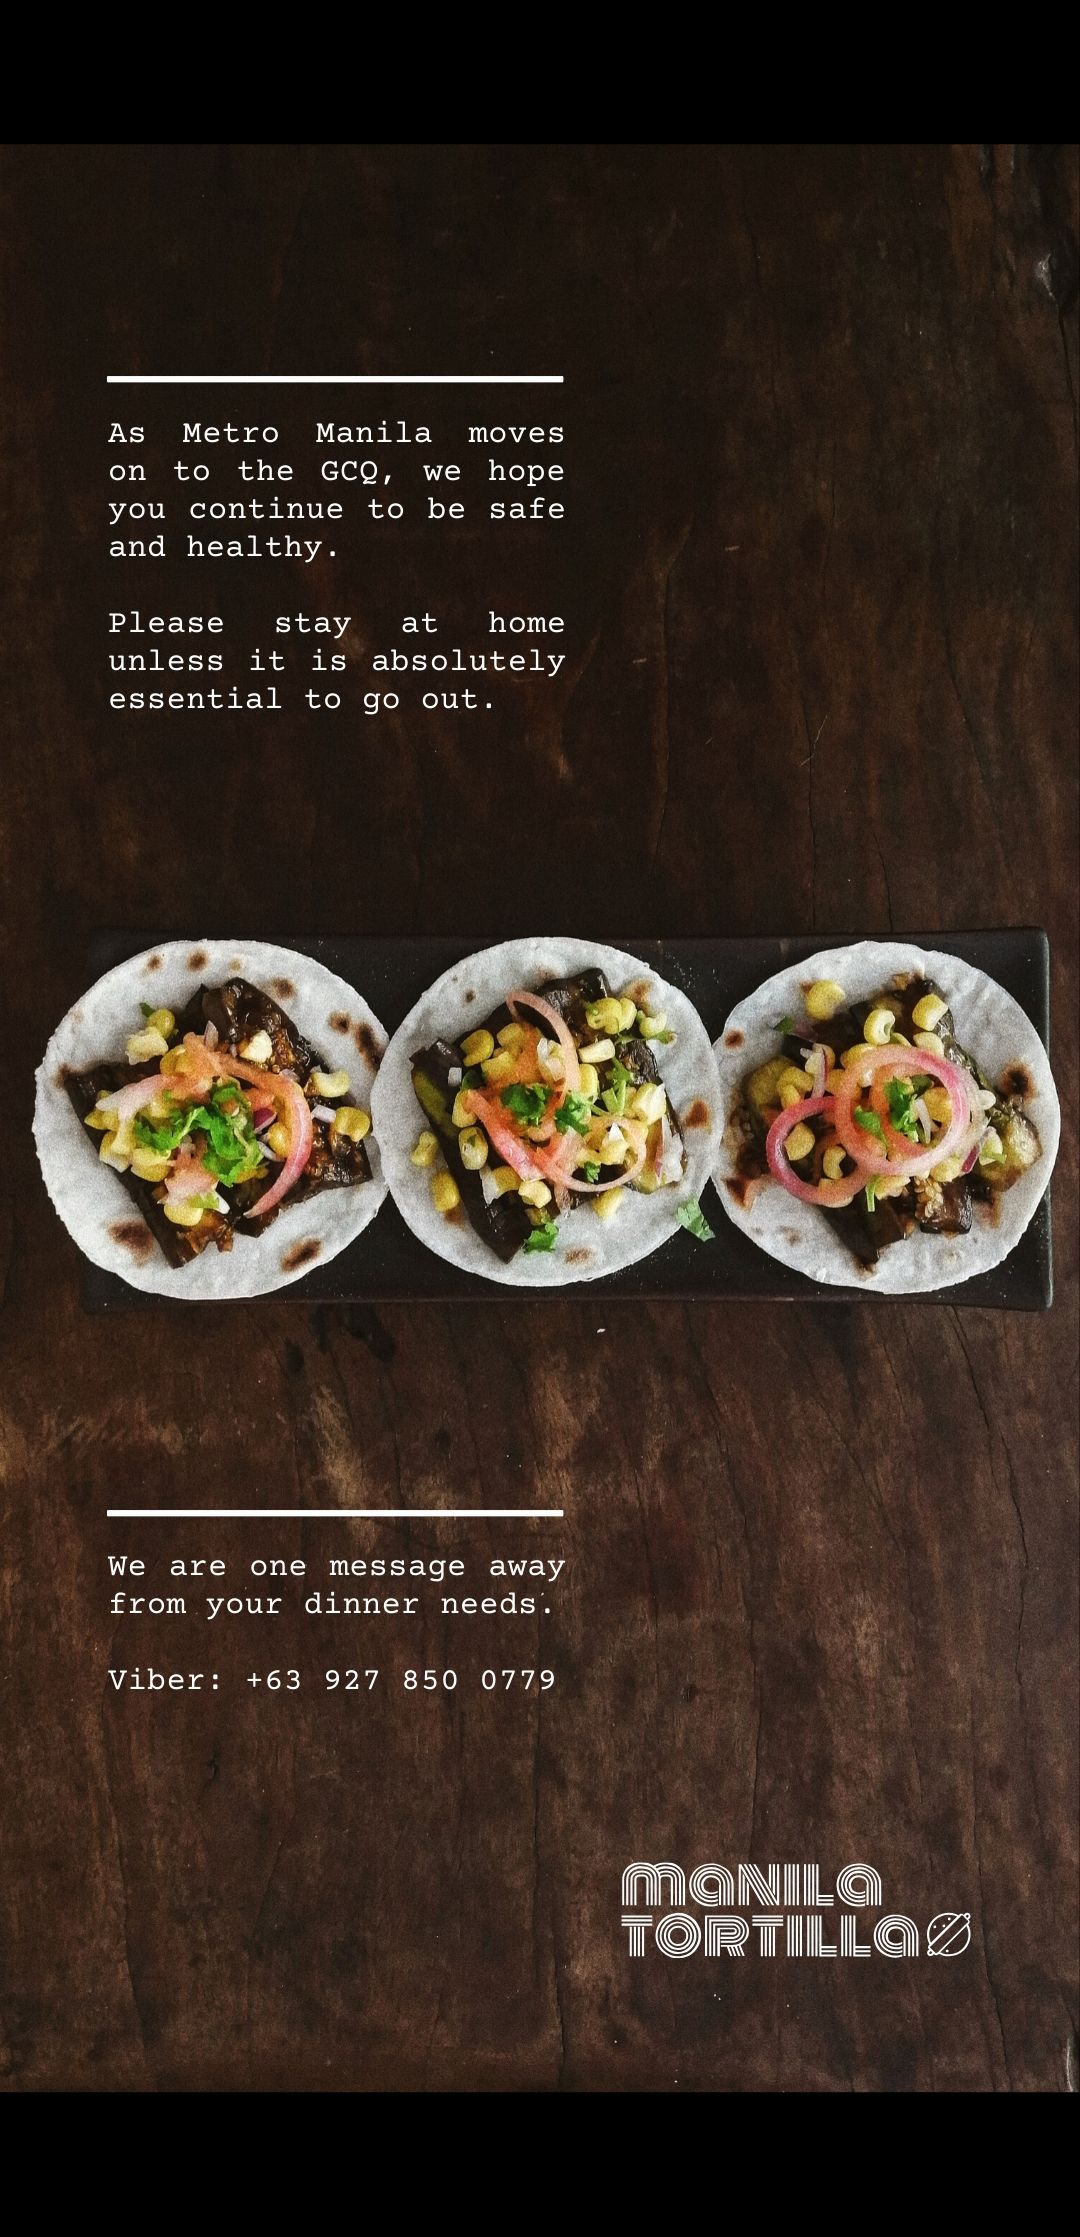 As Metro Manila moves
on to the GCQ, we hope
you continue to be safe
and healthy.
Please stay at home
unless it is absolutely
essential to go out.
We are one message away
from your dinner needs.
Viber: +63 927 850 0779
MANILA
TORTILLA